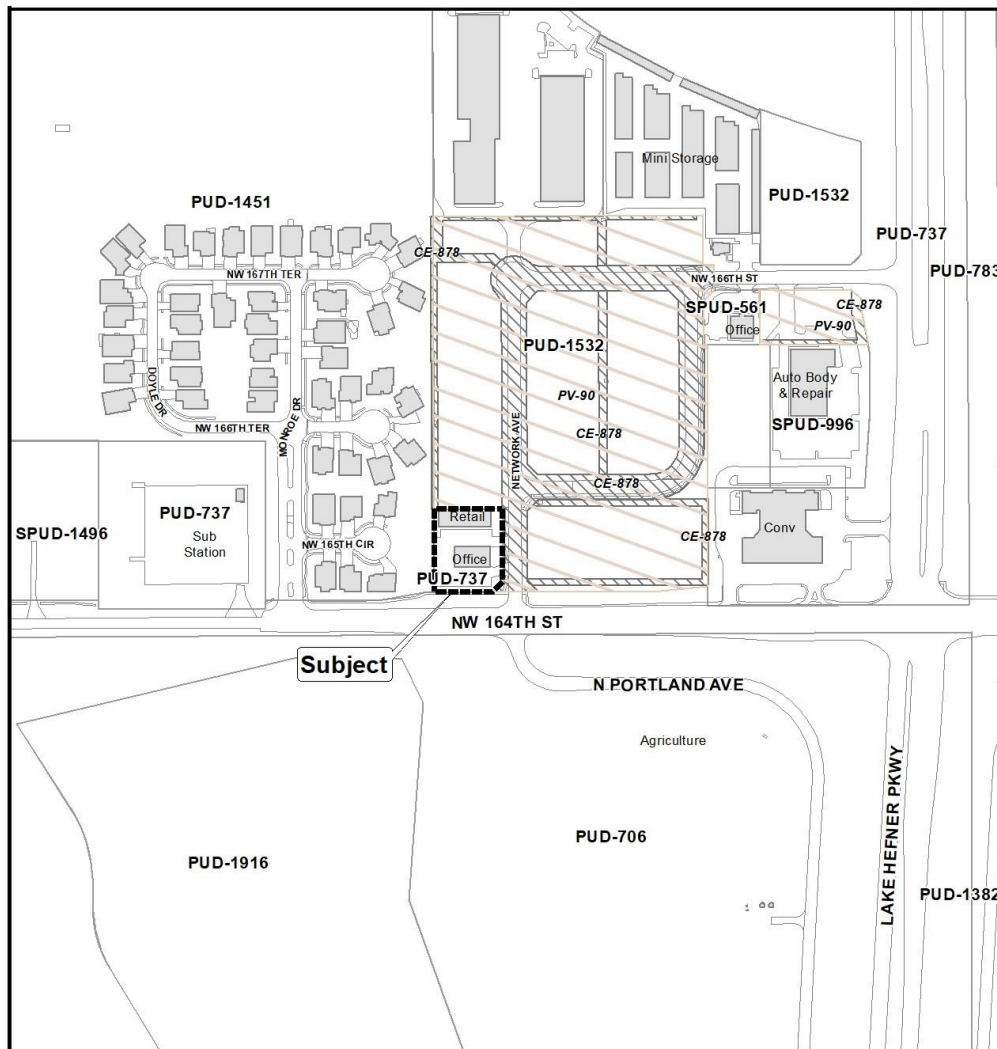 Mini Storage
PUD-1451
PUD-1532
PUD-737
CE-878
NW 167TH TER
PUD-783
NW 166TH ST
SPUD-561
CE-878
Office
PV-90
PUD-1532
Auto Body
& Repair
DOYLE DR
PV-90
MONROE DR
NW 166TH TER
SPUD-996
CE-878
NETWORK AVE
CE-878
PUD-737
Retail
Conv
SPUD-1496
Sub
Station
NW 165TH CIR
CE-878
Office
PUD-737
NW 164TH ST
Subject
N PORTLAND AVE
Agriculture
PUD-706
LAKE HEFNER PKWY
PUD-1916
PUD-1382